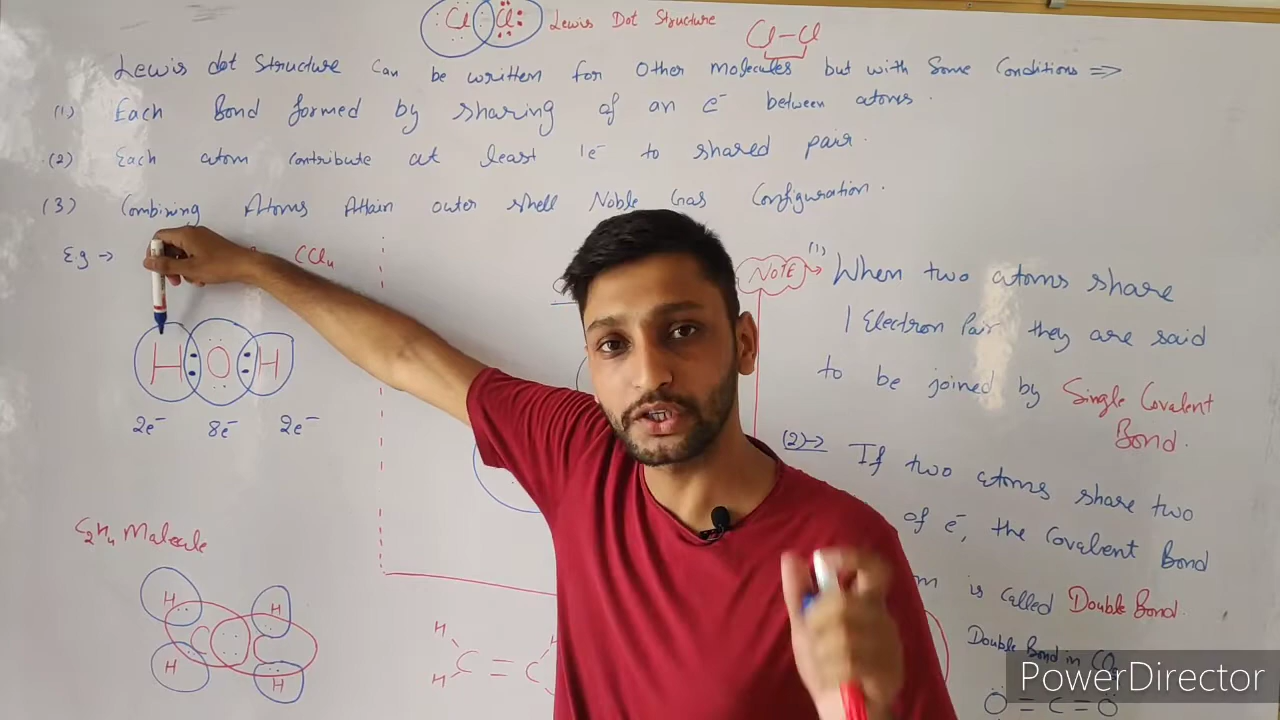 Cl Cl Lewis Dot Structure Cl-Cl
Lewis dot Structure Can be written for Other molecules but with Some Conditions ⇒
(1) Each Bond formed by sharing of an e⁻ between atoms.
(2) Each atom contribute at least 1e⁻ to shared pair.
(3) Combining Atoms Attain outer shell Noble Gas Configuration.
Eg → CCl₄
H O H
2e⁻ 8e⁻ 2e⁻
C₂H₄ Malecule
H H
C C
H H
H
C = C
H
NOTE → (1) When two atoms share
1 Electron Pair they are said
to be joined by Single Covalent
Bond.
(2)→ If two atoms share two
of e⁻, the Covalent Bond
is called Double Bond.
Double Bond in CO₂
O = C = O
PowerDirector